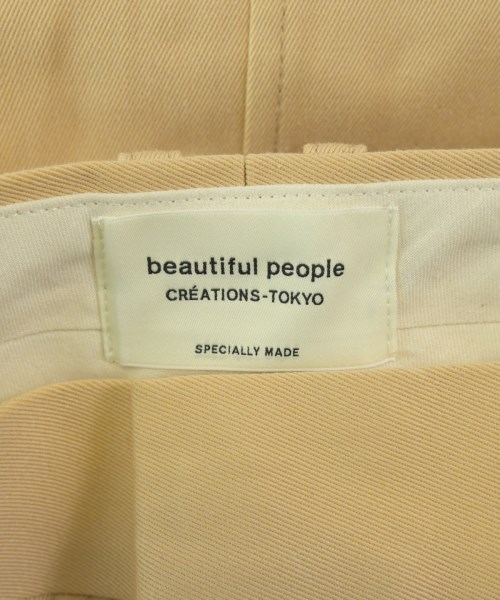 beautiful people
CRÉATIONS-TOKYO
SPECIALLY MADE